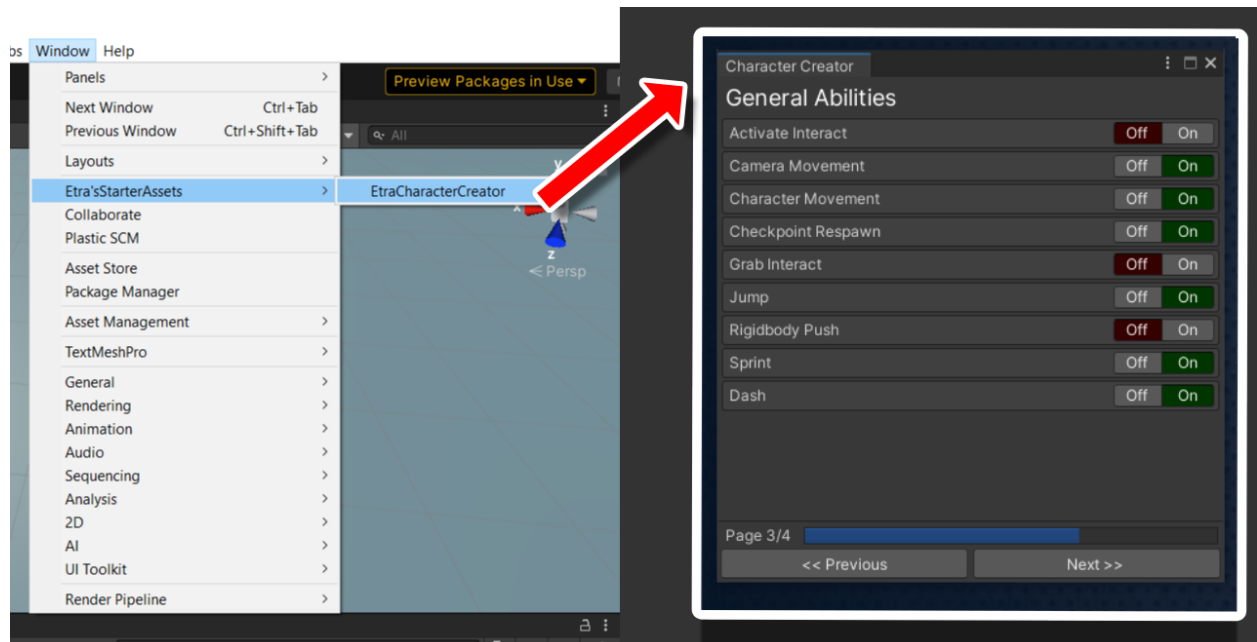 bs Window Help
Panels
Next Window Ctrl+Tab
Previous Window Ctrl+Shift+Tab
Layouts
Etra'sStarterAssets
Collaborate
Plastic SCM
Asset Store
Package Manager
Asset Management
TextMeshPro
General
Rendering
Animation
Audio
Sequencing
Analysis
2D
AI
UI Toolkit
Render Pipeline
EtraCharacterCreator
Preview Packages in Use
All
y
x
z
< Persp
Character Creator
General Abilities
Activate Interact Off On
Camera Movement Off On
Character Movement Off On
Checkpoint Respawn Off On
Grab Interact Off On
Jump Off On
Rigidbody Push Off On
Sprint Off On
Dash Off On
Page 3/4
<< Previous Next >>